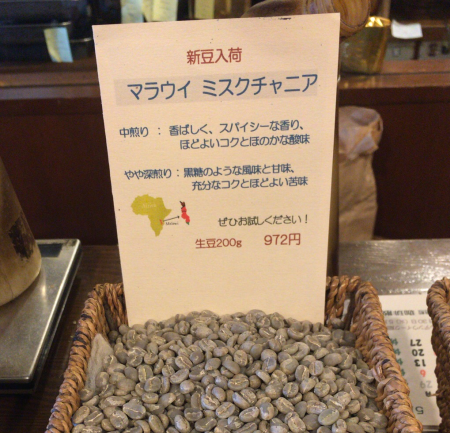 新豆入荷
マラウイ ミスクチャニア
中煎り： 香ばしく、スパイシーな香り、
ほどよいコクとほのかな酸味
やや深煎り：黒糖のような風味と甘味、
充分なコクとほどよい苦味
ぜひお試しください！
生豆200g 972円